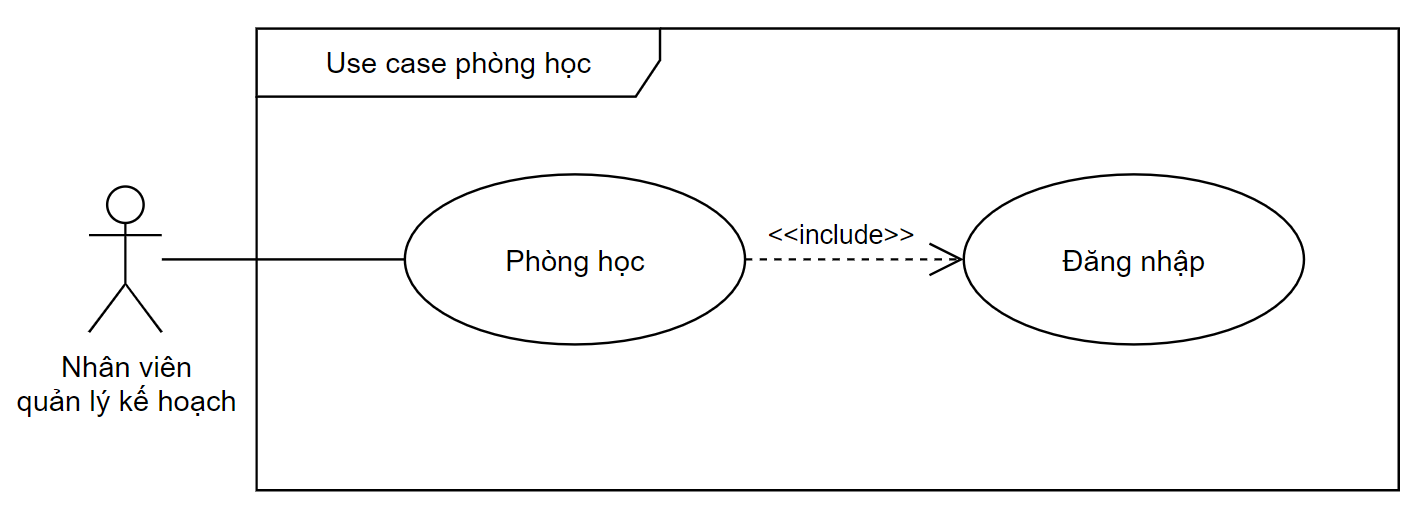 Use case phòng học
Phòng học
<<include>>
Đăng nhập
Nhân viên
quản lý kế hoạch